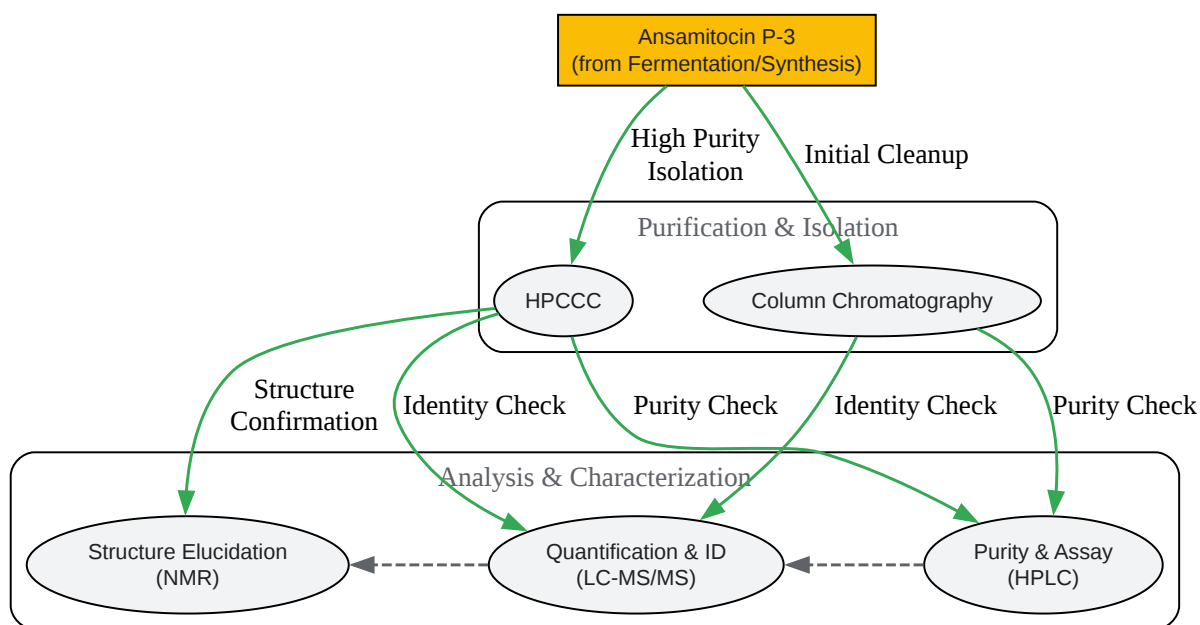 Ansamitocin P-3
(from Fermentation/Synthesis)
High Purity
Isolation
Initial Cleanup
Purification & Isolation
HPCCC
Column Chromatography
Structure
Confirmation
Identity Check
Purity Check
Identity Check
Purity Check
Analysis & Characterization
Structure Elucidation
(NMR)
Quantification & ID
(LC-MS/MS)
Purity & Assay
(HPLC)